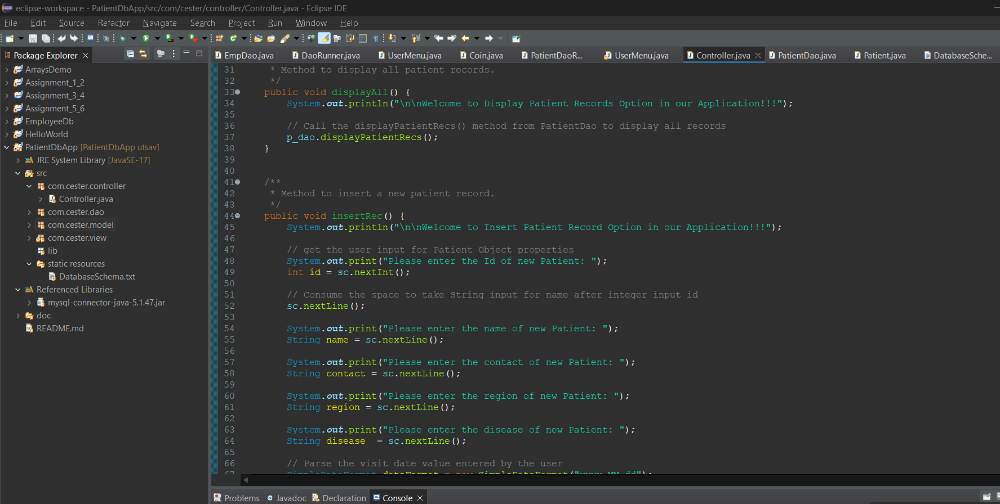 eclipse-workspace - PatientDbApp/src/com/cester/controller/Controller.java - Eclipse IDE
File Edit Source Refactor Navigate Search Project Run Window Help
Package Explorer
ArraysDemo
Assignment_1_2
Assignment_3_4
Assignment_5_6
EmployeeDb
HelloWorld
PatientDbApp [PatientDbApp utsav]
JRE System Library [JavaSE-17]
src
com.cester.controller
Controller.java
com.cester.dao
com.cester.model
com.cester.view
lib
static resources
DatabaseSchema.txt
Referenced Libraries
mysql-connector-java-5.1.47.jar
doc
README.md
EmpDao.java DaoRunner.java UserMenu.java Coin.java PatientDaoR... UserMenu.java Controller.java PatientDao.java Patient.java DatabaseSche...
31 * Method to display all patient records.
32 */
33 public void displayAll() {
34 System.out.println("\n\nWelcome to Display Patient Records Option in our Application!!!");
35
36 // Call the displayPatientRecs() method from PatientDao to display all records
37 p_dao.displayPatientRecs();
38 }
39
40
41 /**
42 * Method to insert a new patient record.
43 */
44 public void insertRec() {
45 System.out.println("\n\nWelcome to Insert Patient Record Option in our Application!!!");
46
47 // get the user input for Patient Object properties
48 System.out.print("Please enter the Id of new Patient: ");
49 int id = sc.nextInt();
50
51 // Consume the space to take String input for name after integer input id
52 sc.nextLine();
53
54 System.out.print("Please enter the name of new Patient: ");
55 String name = sc.nextLine();
56
57 System.out.print("Please enter the contact of new Patient: ");
58 String contact = sc.nextLine();
59
60 System.out.print("Please enter the region of new Patient: ");
61 String region = sc.nextLine();
62
63 System.out.print("Please enter the disease of new Patient: ");
64 String disease  = sc.nextLine();
65
66 // Parse the visit date value entered by the user
67 SimpleDateFormat dateFormat = new SimpleDateFormat("yyyy-MM-dd");
Problems Javadoc Declaration Console